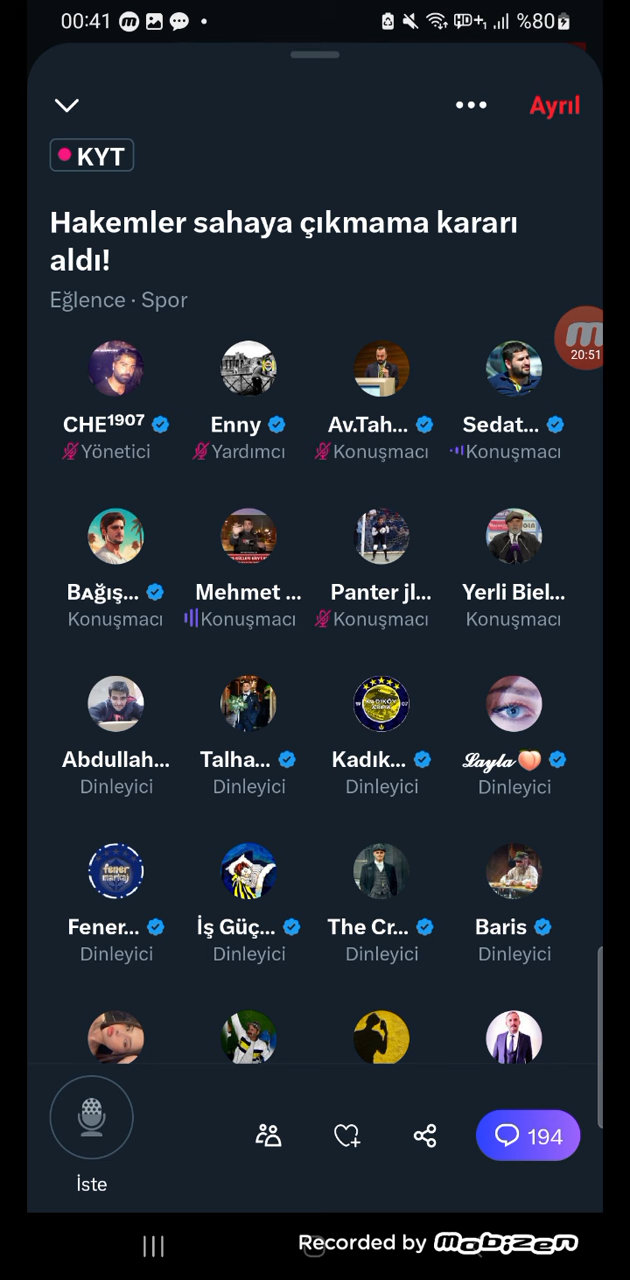 00:41 %80
Ayrıl
KYT
Hakemler sahaya çıkmama kararı
aldı!
Eğlence · Spor
20:51
CHE¹⁹⁰⁷ Enny Av.Tah... Sedat...
Yönetici Yardımcı Konuşmacı Konuşmacı
Bᴀğış... Mehmet ... Panter jl... Yerli Biel...
Konuşmacı Konuşmacı Konuşmacı Konuşmacı
Abdullah... Talha... Kadık... 𝓛𝓪𝔂𝓵𝓪🍑
Dinleyici Dinleyici Dinleyici Dinleyici
fener
Fener... İş Güç... The Cr... Baris
Dinleyici Dinleyici Dinleyici Dinleyici
194
İste
Recorded by mobizen